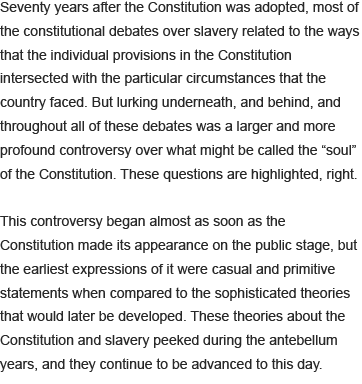 Seventy years after the Constitution was adopted, most of
the constitutional debates over slavery related to the ways
that the individual provisions in the Constitution
intersected with the particular circumstances that the
country faced. But lurking underneath, and behind, and
throughout all of these debates was a larger and more
profound controversy over what might be called the “soul”
of the Constitution. These questions are highlighted, right.

This controversy began almost as soon as the
Constitution made its appearance on the public stage, but
the earliest expressions of it were casual and primitive
statements when compared to the sophisticated theories
that would later be developed. These theories about the
Constitution and slavery peeked during the antebellum
years, and they continue to be advanced to this day.